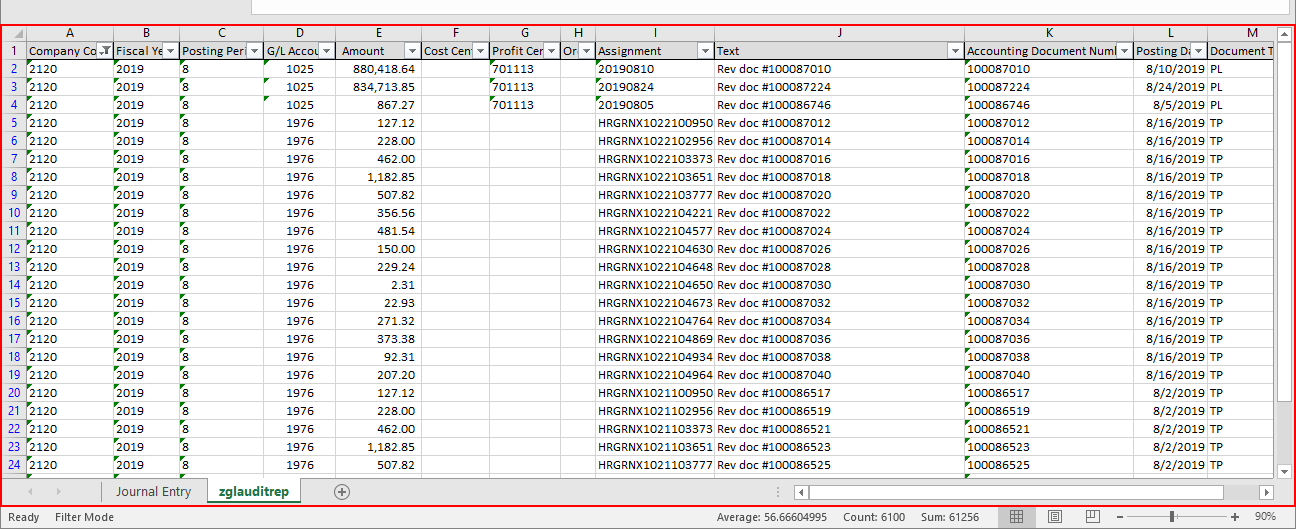 A B C D E F G H I J K L M
1 Company Co Fiscal Ye Posting Peri G/L Accou Amount Cost Cent Profit Cer Or Assignment Text Accounting Document Num Posting Da Document T
2 2120 2019 8 1025 880,418.64 701113 20190810 Rev doc #100087010 100087010 8/10/2019 PL
3 2120 2019 8 1025 834,713.85 701113 20190824 Rev doc #100087224 100087224 8/24/2019 PL
4 2120 2019 8 1025 867.27 701113 20190805 Rev doc #100086746 100086746 8/5/2019 PL
5 2120 2019 8 1976 127.12 HRGRNX1022100950 Rev doc #100087012 100087012 8/16/2019 TP
6 2120 2019 8 1976 228.00 HRGRNX1022102956 Rev doc #100087014 100087014 8/16/2019 TP
7 2120 2019 8 1976 462.00 HRGRNX1022103373 Rev doc #100087016 100087016 8/16/2019 TP
8 2120 2019 8 1976 1,182.85 HRGRNX1022103651 Rev doc #100087018 100087018 8/16/2019 TP
9 2120 2019 8 1976 507.82 HRGRNX1022103777 Rev doc #100087020 100087020 8/16/2019 TP
10 2120 2019 8 1976 356.56 HRGRNX1022104221 Rev doc #100087022 100087022 8/16/2019 TP
11 2120 2019 8 1976 481.54 HRGRNX1022104577 Rev doc #100087024 100087024 8/16/2019 TP
12 2120 2019 8 1976 150.00 HRGRNX1022104630 Rev doc #100087026 100087026 8/16/2019 TP
13 2120 2019 8 1976 229.24 HRGRNX1022104648 Rev doc #100087028 100087028 8/16/2019 TP
14 2120 2019 8 1976 2.31 HRGRNX1022104650 Rev doc #100087030 100087030 8/16/2019 TP
15 2120 2019 8 1976 22.93 HRGRNX1022104673 Rev doc #100087032 100087032 8/16/2019 TP
16 2120 2019 8 1976 271.32 HRGRNX1022104764 Rev doc #100087034 100087034 8/16/2019 TP
17 2120 2019 8 1976 373.38 HRGRNX1022104869 Rev doc #100087036 100087036 8/16/2019 TP
18 2120 2019 8 1976 92.31 HRGRNX1022104934 Rev doc #100087038 100087038 8/16/2019 TP
19 2120 2019 8 1976 207.20 HRGRNX1022104964 Rev doc #100087040 100087040 8/16/2019 TP
20 2120 2019 8 1976 127.12 HRGRNX1021100950 Rev doc #100086517 100086517 8/2/2019 TP
21 2120 2019 8 1976 228.00 HRGRNX1021102956 Rev doc #100086519 100086519 8/2/2019 TP
22 2120 2019 8 1976 462.00 HRGRNX1021103373 Rev doc #100086521 100086521 8/2/2019 TP
23 2120 2019 8 1976 1,182.85 HRGRNX1021103651 Rev doc #100086523 100086523 8/2/2019 TP
24 2120 2019 8 1976 507.82 HRGRNX1021103777 Rev doc #100086525 100086525 8/2/2019 TP
Journal Entry zglauditrep
Ready Filter Mode Average: 56.66604995 Count: 6100 Sum: 61256 90%